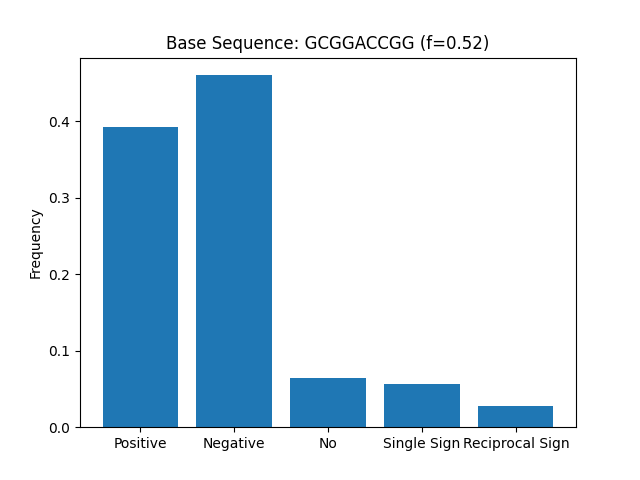 Base Sequence: GCGGACCGG (f=0.52)
Frequency
0.4
0.3
0.2
0.1
0.0
Positive
Negative
No
Single Sign
Reciprocal Sign